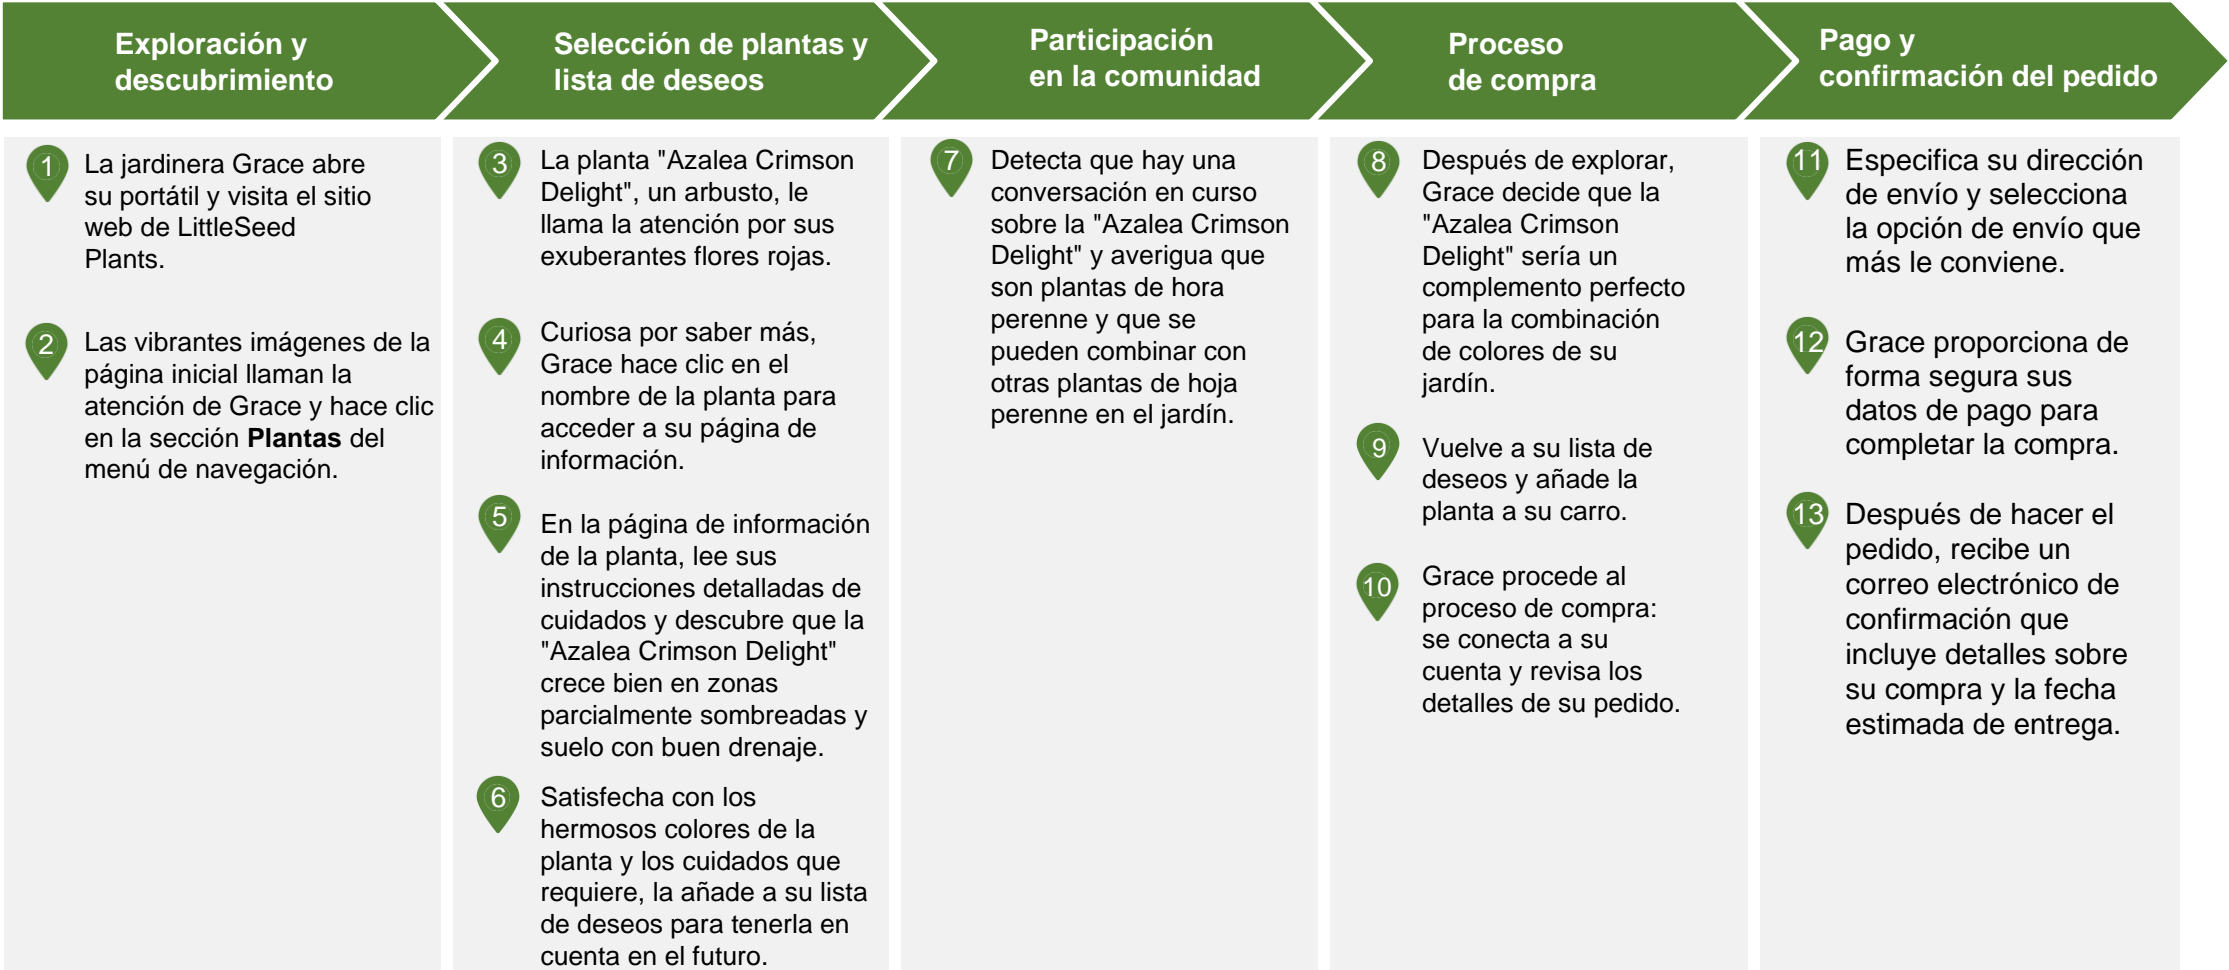 Exploración y
descubrimiento
Selección de plantas y
lista de deseos
Participación
en la comunidad
Proceso
de compra
Pago y
confirmación del pedido
1
La jardinera Grace abre
su portátil y visita el sitio
web de LittleSeed
Plants.
2
Las vibrantes imágenes de la
página inicial llaman la
atención de Grace y hace clic
en la sección Plantas del
menú de navegación.
3
La planta "Azalea Crimson
Delight", un arbusto, le
llama la atención por sus
exuberantes flores rojas.
4
Curiosa por saber más,
Grace hace clic en el
nombre de la planta para
acceder a su página de
información.
5
En la página de información
de la planta, lee sus
instrucciones detalladas de
cuidados y descubre que la
"Azalea Crimson Delight"
crece bien en zonas
parcialmente sombreadas y
suelo con buen drenaje.
6
Satisfecha con los
hermosos colores de la
planta y los cuidados que
requiere, la añade a su lista
de deseos para tenerla en
cuenta en el futuro.
7
Detecta que hay una
conversación en curso
sobre la "Azalea Crimson
Delight" y averigua que
son plantas de hora
perenne y que se
pueden combinar con
otras plantas de hoja
perenne en el jardín.
8
Después de explorar,
Grace decide que la
"Azalea Crimson
Delight" sería un
complemento perfecto
para la combinación
de colores de su
jardín.
9
Vuelve a su lista de
deseos y añade la
planta a su carro.
10
Grace procede al
proceso de compra:
se conecta a su
cuenta y revisa los
detalles de su pedido.
11
Especifica su dirección
de envío y selecciona
la opción de envío que
más le conviene.
12
Grace proporciona de
forma segura sus
datos de pago para
completar la compra.
13
Después de hacer el
pedido, recibe un
correo electrónico de
confirmación que
incluye detalles sobre
su compra y la fecha
estimada de entrega.